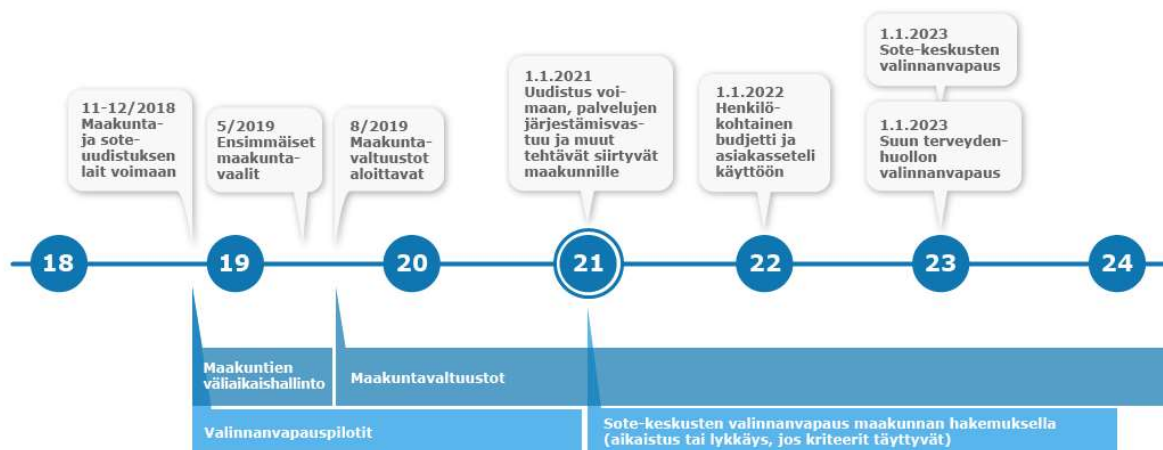 11-12/2018
Maakunta-
ja sote-
uudistuksen
lait voimaan
5/2019
Ensimmäiset
maakunta-
vaalit
8/2019
Maakunta-
valtuustot
aloittavat
1.1.2021
Uudistus voi-
maan, palvelujen
järjestämisvas-
tuu ja muut
tehtävät siirtyvät
maakunnille
1.1.2022
Henkilö-
kohtainen
budjetti ja
asiakasseteli
käyttöön
1.1.2023
Sote-keskusten
valinnanvapaus
1.1.2023
Suun terveyden-
huollon
valinnanvapaus
18
19
20
21
22
23
24
Maakuntien
väliaikaishallinto
Maakuntavaltuustot
Valinnanvapauspilotit
Sote-keskusten valinnanvapaus maakunnan hakemuksella
(aikaistus tai lykkäys, jos kriteerit täyttyvät)